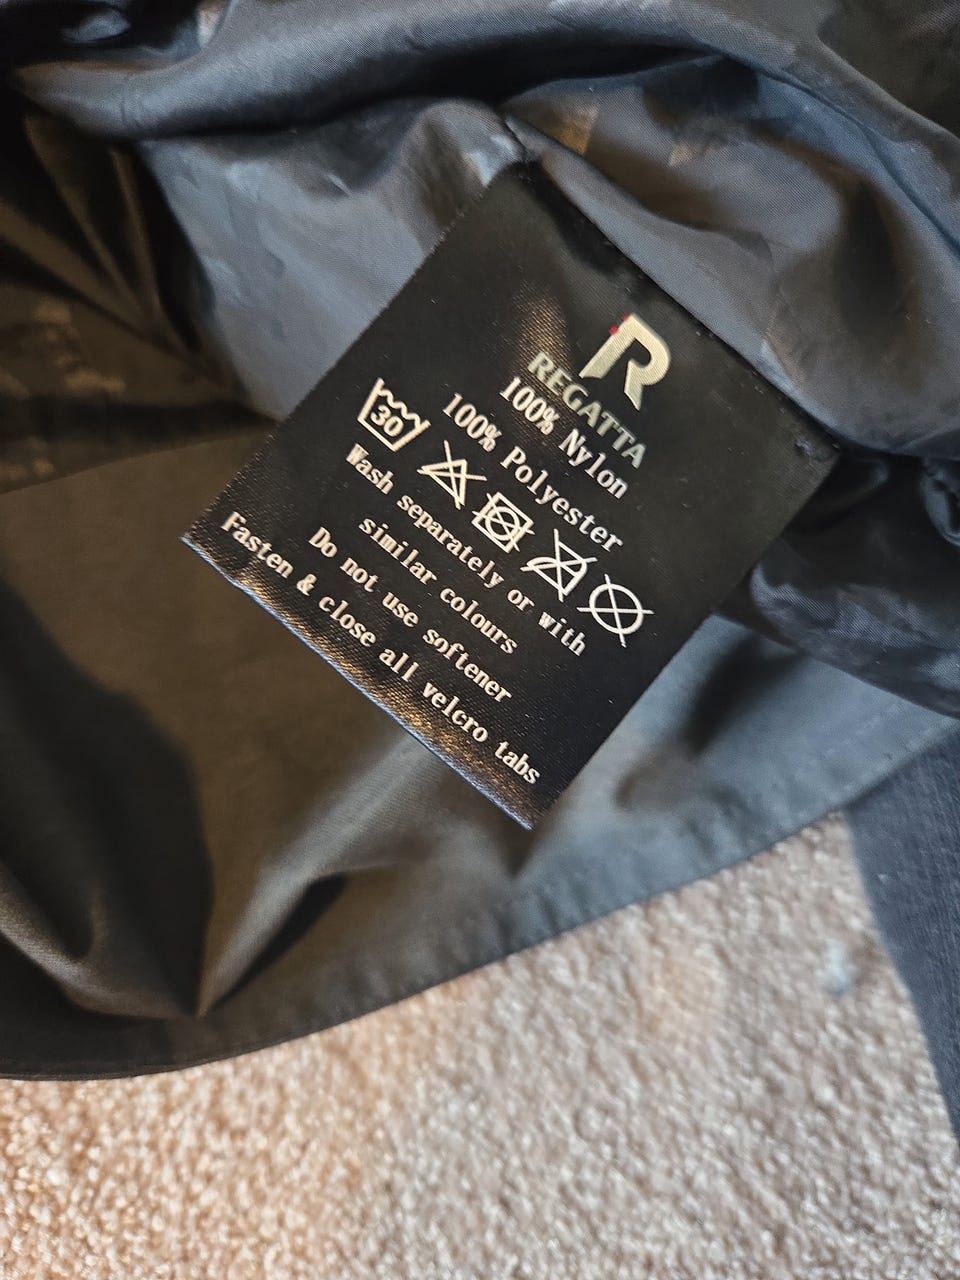 R
REGATTA
100% Nylon
100% Polyester
30
Wash separately or with
similar colours
Do not use softener
Fasten & close all velcro tabs